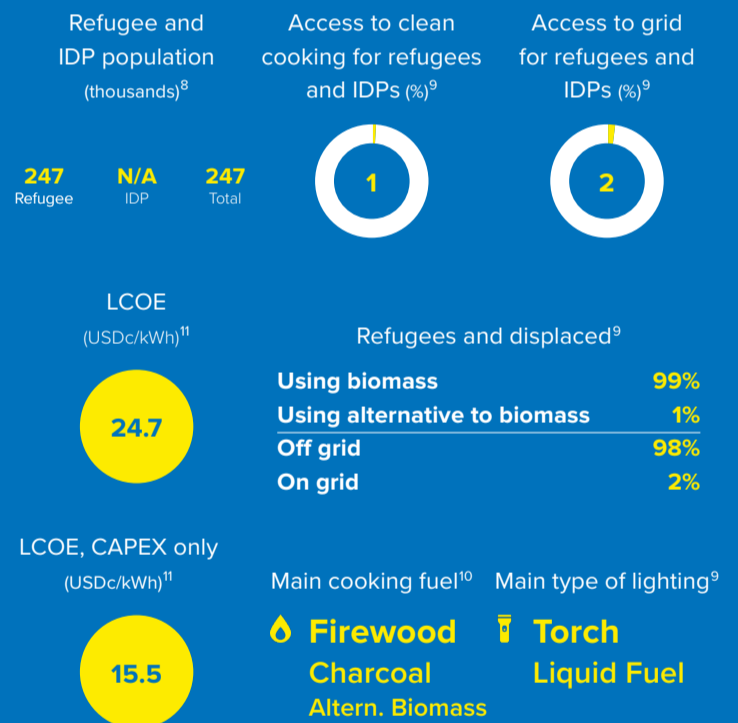 Refugee and
IDP population
(thousands)⁸
247
Refugee
N/A
IDP
247
Total
Access to clean
cooking for refugees
and IDPs (%)⁹
1
Access to grid
for refugees and
IDPs (%)⁹
2
LCOE
(USDc/kWh)¹¹
24.7
Refugees and displaced⁹
Using biomass 99%
Using alternative to biomass 1%
Off grid 98%
On grid 2%
LCOE, CAPEX only
(USDc/kWh)¹¹
15.5
Main cooking fuel¹⁰
Firewood
Charcoal
Altern. Biomass
Main type of lighting⁹
Torch
Liquid Fuel